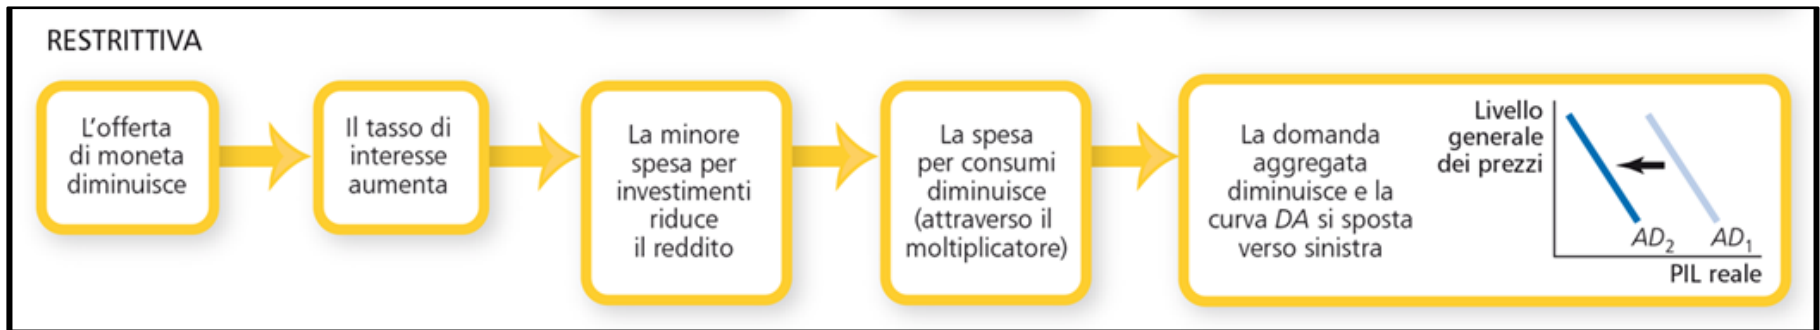 RESTRITTIVA
L'offerta
di moneta
diminuisce
Il tasso di
interesse
aumenta
La minore
spesa per
investimenti
riduce
il reddito
La spesa
per consumi
diminuisce
(attraverso il
moltiplicatore)
La domanda
aggregata
diminuisce e la
curva DA si sposta
verso sinistra
Livello
generale
dei prezzi
AD₂ AD₁
PIL reale